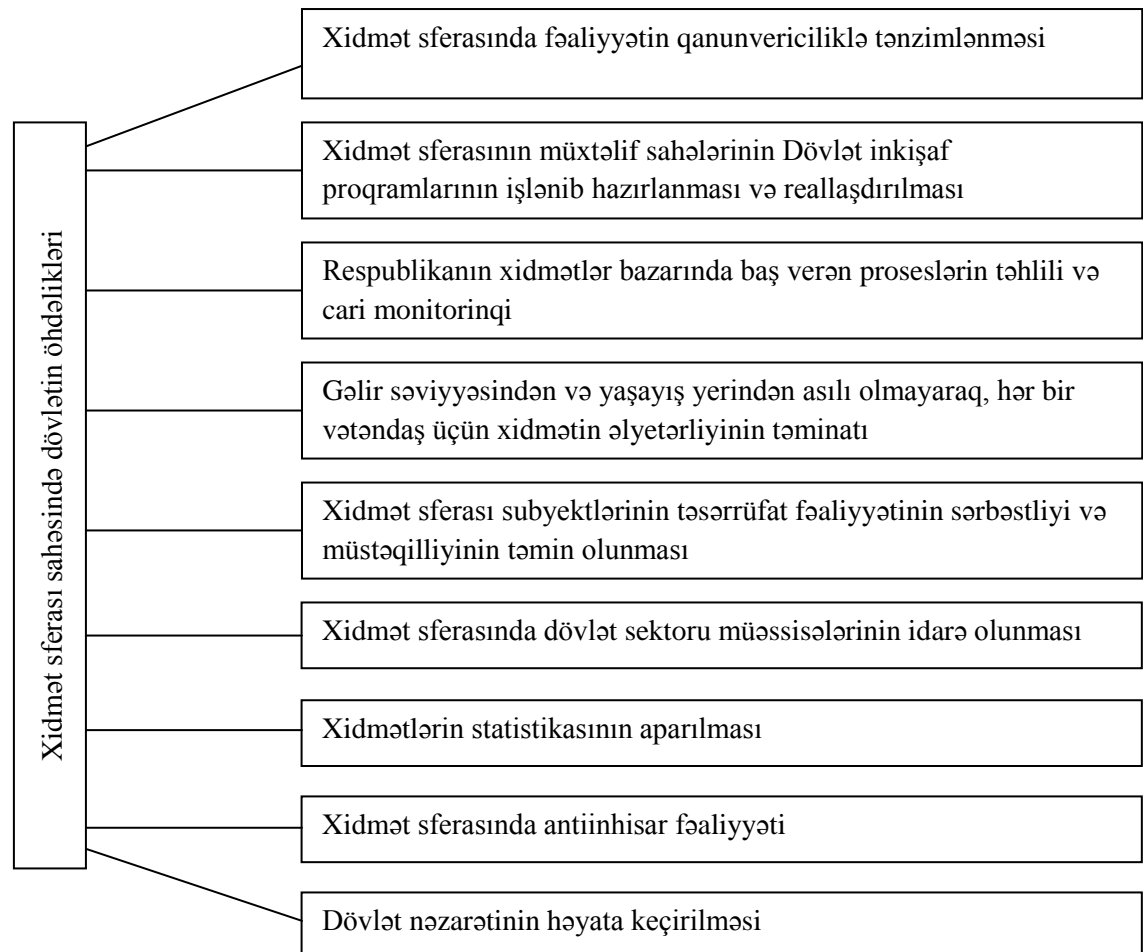 Xidmət sferası sahəsində dövlətin öhdəlikləri
Xidmət sferasında fəaliyyətin qanunvericiliklə tənzimlənməsi
Xidmət sferasının müxtəlif sahələrinin Dövlət inkişaf
proqramlarının işlənib hazırlanması və reallaşdırılması
Respublikanın xidmətlər bazarında baş verən proseslərin təhlili və
cari monitorinqi
Gəlir səviyyəsindən və yaşayış yerindən asılı olmayaraq, hər bir
vətəndaş üçün xidmətin əlyetərliyinin təminatı
Xidmət sferası subyektlərinin təsərrüfat fəaliyyətinin sərbəstliyi və
müstəqilliyinin təmin olunması
Xidmət sferasında dövlət sektoru müəssisələrinin idarə olunması
Xidmətlərin statistikasının aparılması
Xidmət sferasında antiinhisar fəaliyyəti
Dövlət nəzarətinin həyata keçirilməsi